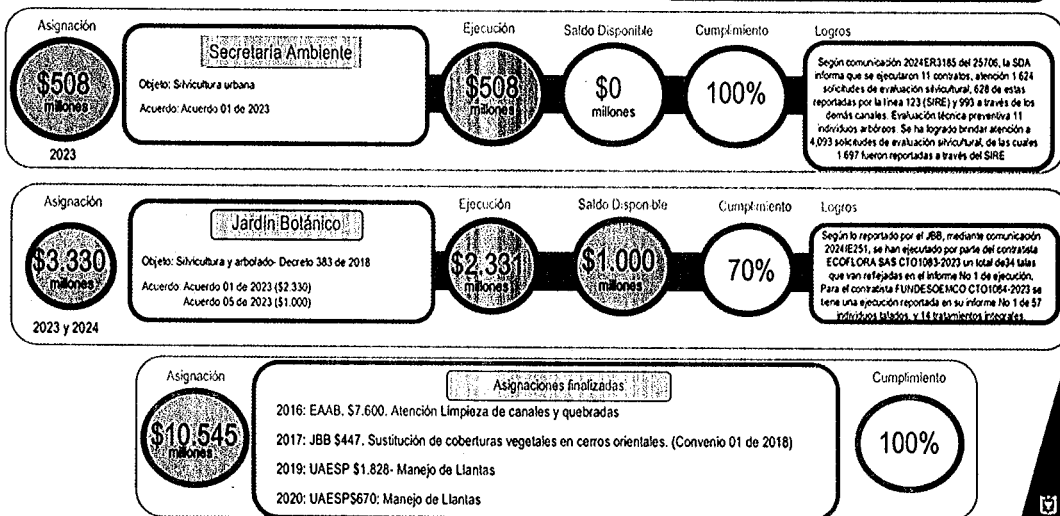 Asignación
$508
millones
2023
Secretaría Ambiente
Objeto: Silvicultura urbana
Acuerdo: Acuerdo 01 de 2023
Ejecución
$508
millones
Saldo Disponible
$0
millones
Cumplimiento
100%
Logros
Según comunicación 2024ER3185 del 25706, la SDA
informa que se ejecutaron 11 contratos, atención 1 624
solicitudes de evaluación silvicultural, 628 de estas
reportadas por la línea 123 (SIRE) y 993 a través de los
demás canales. Evaluación técnica preventiva 11
individuos arbóreos. Se ha logrado brindar atención a
4,093 solicitudes de evaluación silvicultural, de las cuales
1 697 fueron reportadas a través del SIRE
Asignación
$3.330
millones
2023 y 2024
Jardín Botánico
Objeto: Silvicultura y arbolado- Decreto 383 de 2018
Acuerdo: Acuerdo 01 de 2023 ($2.330)
Acuerdo 05 de 2023 ($1.000)
Ejecución
$2.331
millones
Saldo Disponible
$1.000
millones
Cumplimiento
70%
Logros
Según lo reportado por el JBB, mediante comunicación
2024IE251, se han ejecutado por parte del contratista
ECOFLORA SAS CTO1083-2023 un total de34 talas
que van reflejadas en el informe No 1 de ejecución.
Para el contratista FUNDESOEMCO CTO1064-2023 se
tiene una ejecución reportada en su informe No 1 de 57
individuos talados, y 14 tratamientos integrales.
Asignación
$10.545
millones
Asignaciones finalizadas
2016: EAAB. $7.600. Atención Limpieza de canales y quebradas
2017: JBB $447. Sustitución de coberturas vegetales en cerros orientales. (Convenio 01 de 2018)
2019: UAESP $1.828- Manejo de Llantas
2020: UAESP$670: Manejo de Llantas
Cumplimiento
100%